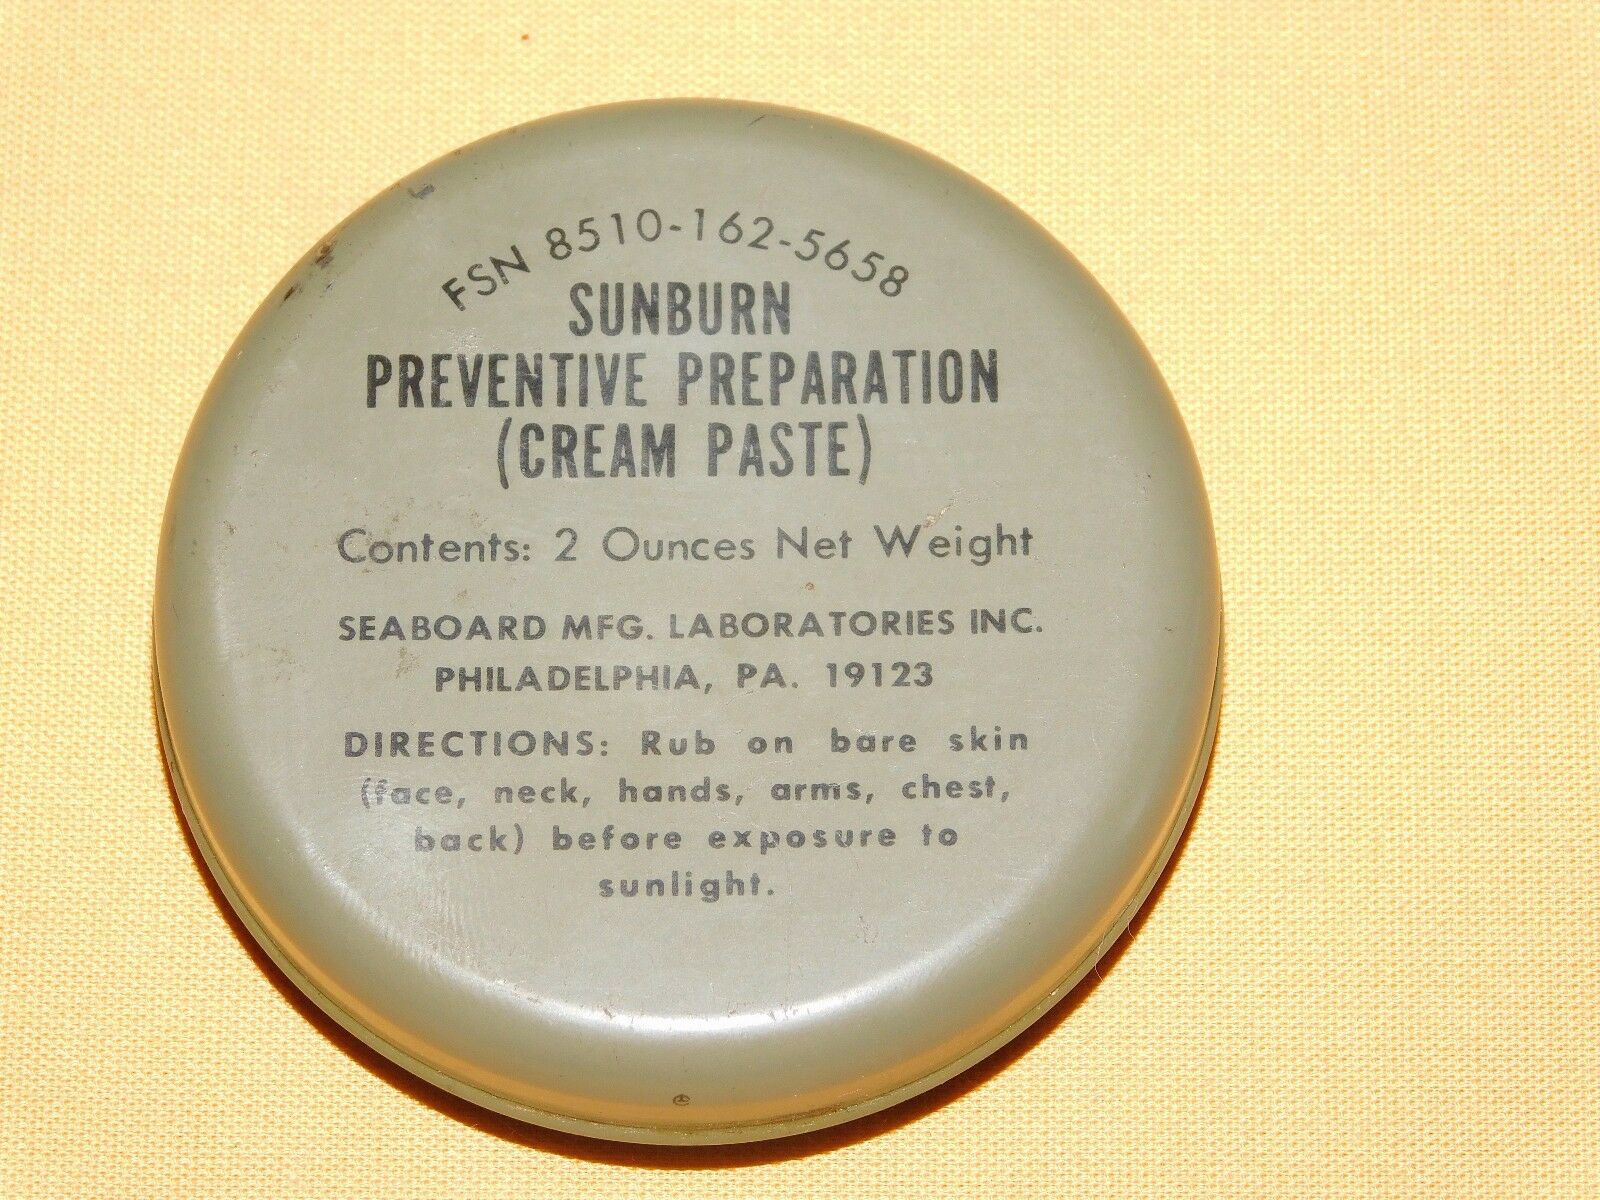 FSN 8510-162-5658
SUNBURN
PREVENTIVE PREPARATION
(CREAM PASTE)
Contents: 2 Ounces Net Weight
SEABOARD MFG. LABORATORIES INC.
PHILADELPHIA, PA. 19123
DIRECTIONS: Rub on bare skin
(face, neck, hands, arms, chest,
back) before exposure to
sunlight.